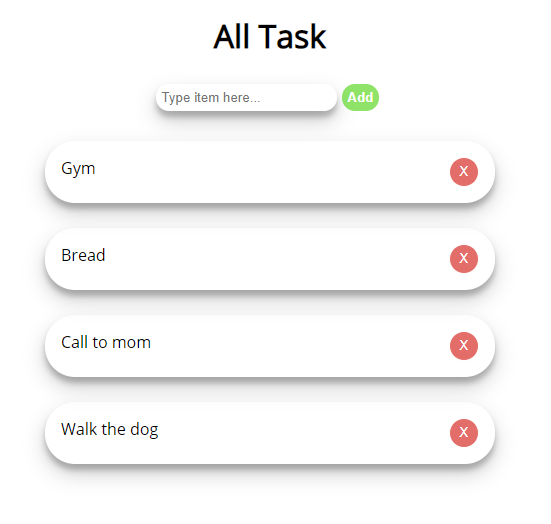 All Task
Type item here...
Add
Gym
X
Bread
X
Call to mom
X
Walk the dog
X